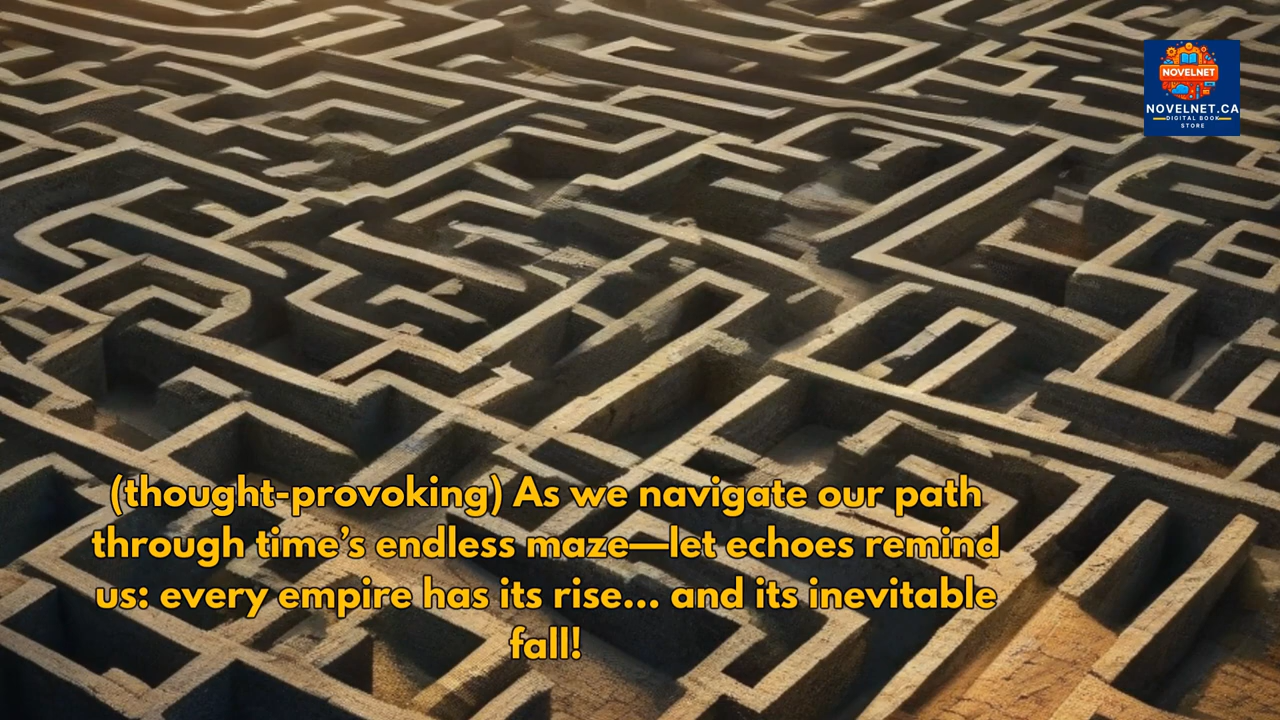 NOVELNET
NOVELNET.CA
DIGITAL BOOK
STORE
(thought-provoking) As we navigate our path
through time’s endless maze—let echoes remind
us: every empire has its rise... and its inevitable
fall!